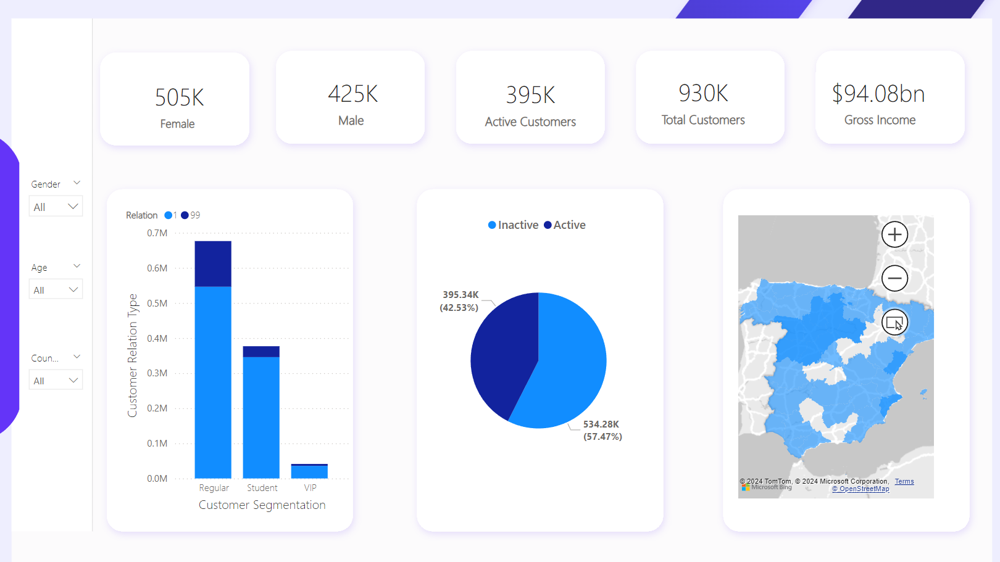 505K
Female
425K
Male
395K
Active Customers
930K
Total Customers
$94.08bn
Gross Income
Gender
All
Age
All
Coun...
All
Relation 1 99
Customer Relation Type
0.7M
0.6M
0.5M
0.4M
0.3M
0.2M
0.1M
0.0M
Regular Student VIP
Customer Segmentation
Inactive Active
395.34K
(42.53%)
534.28K
(57.47%)
© 2024 TomTom, © 2024 Microsoft Corporation, Terms
Microsoft Bing © OpenStreetMap